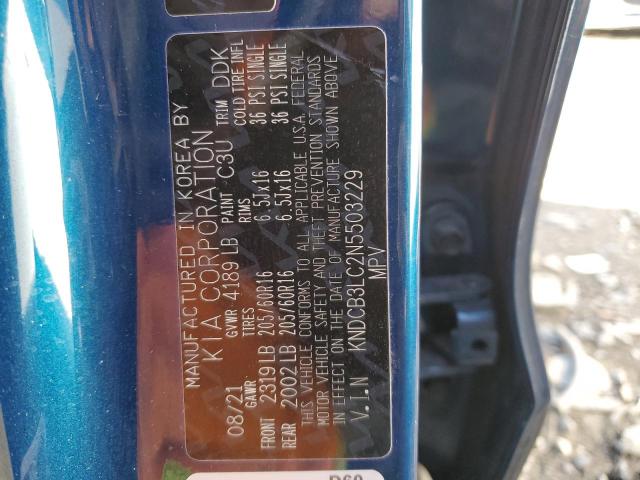 MANUFACTURED IN KOREA BY
KIA CORPORATION
08/21 GVWR 4189 LB PAINT C3U TRIM DDK
GAWR TIRES RIMS COLD TIRE INFL
FRONT 2319 LB 205/60R16 6.5Jx16 36 PSI SINGLE
REAR 2002 LB 205/60R16 6.5Jx16 36 PSI SINGLE
THIS VEHICLE CONFORMS TO ALL APPLICABLE U.S.A. FEDERAL
MOTOR VEHICLE SAFETY AND THEFT PREVENTION STANDARDS
IN EFFECT ON THE DATE OF MANUFACTURE SHOWN ABOVE
V.I.N KNDCB3LC2N5503229
MPV